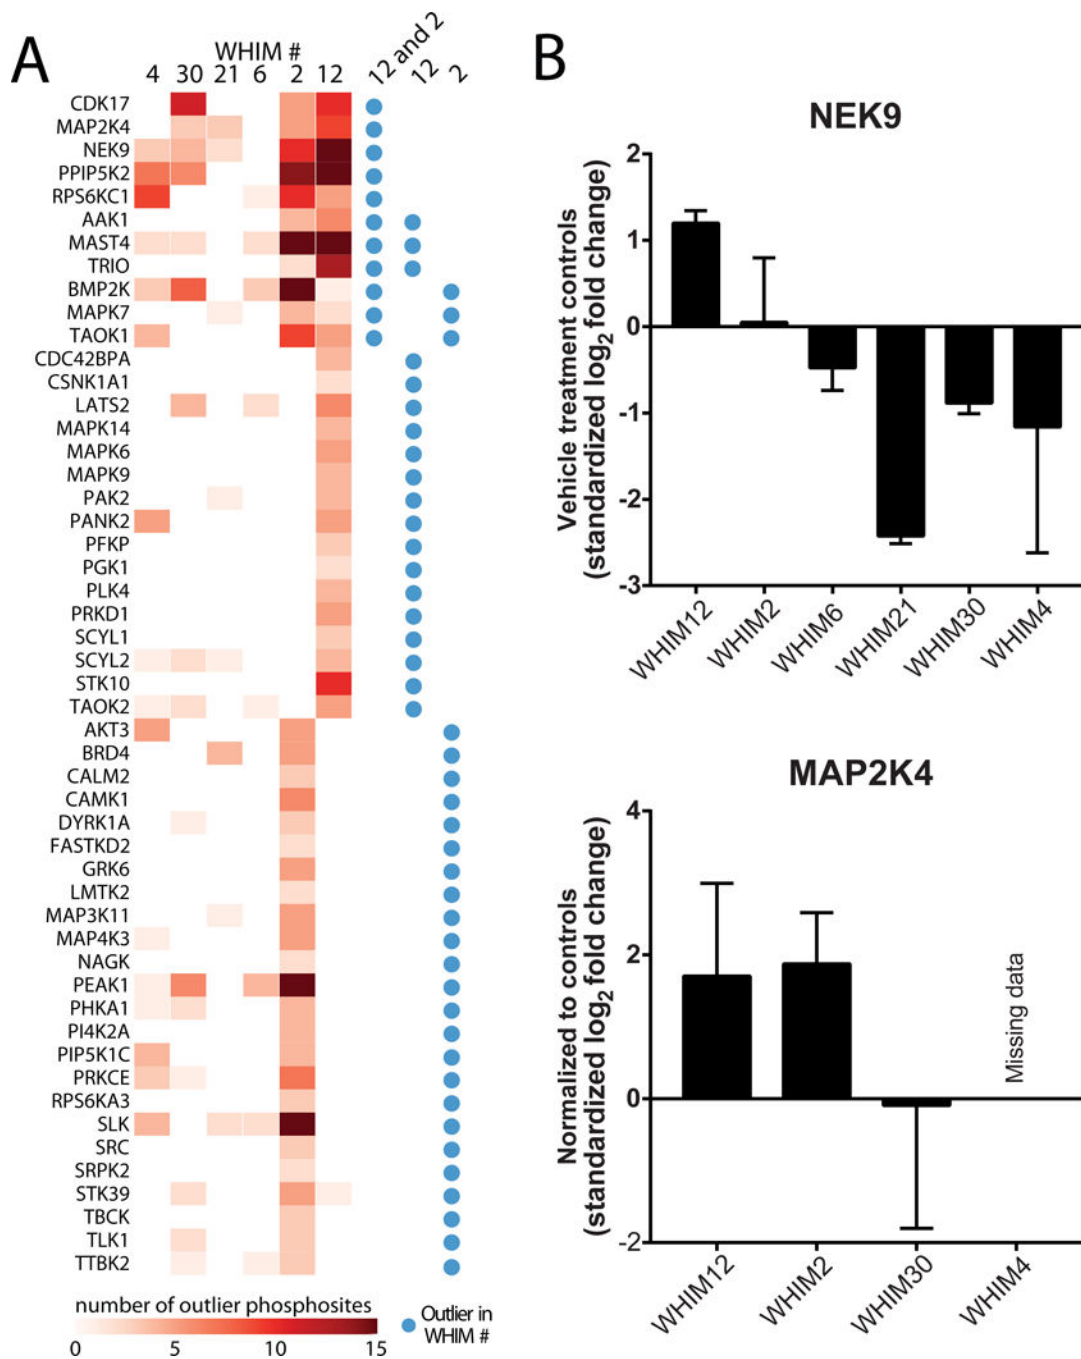 A
WHIM #
4 30 21 6 2 12
12 and 2
12
2
CDK17
MAP2K4
NEK9
PPIP5K2
RPS6KC1
AAK1
MAST4
TRIO
BMP2K
MAPK7
TAOK1
CDC42BPA
CSNK1A1
LATS2
MAPK14
MAPK6
MAPK9
PAK2
PANK2
PFKP
PGK1
PLK4
PRKD1
SCYL1
SCYL2
STK10
TAOK2
AKT3
BRD4
CALM2
CAMK1
DYRK1A
FASTKD2
GRK6
LMTK2
MAP3K11
MAP4K3
NAGK
PEAK1
PHKA1
PI4K2A
PIP5K1C
PRKCE
RPS6KA3
SLK
SRC
SRPK2
STK39
TBCK
TLK1
TTBK2
number of outlier phosphosites
0 5 10 15
Outlier in
WHIM #
B
NEK9
Vehicle treatment controls
(standardized log2 fold change)
2
1
0
-1
-2
-3
WHIM12
WHIM2
WHIM6
WHIM21
WHIM30
WHIM4
MAP2K4
Normalized to controls
(standardized log2 fold change)
4
2
0
-2
Missing data
WHIM12
WHIM2
WHIM30
WHIM4